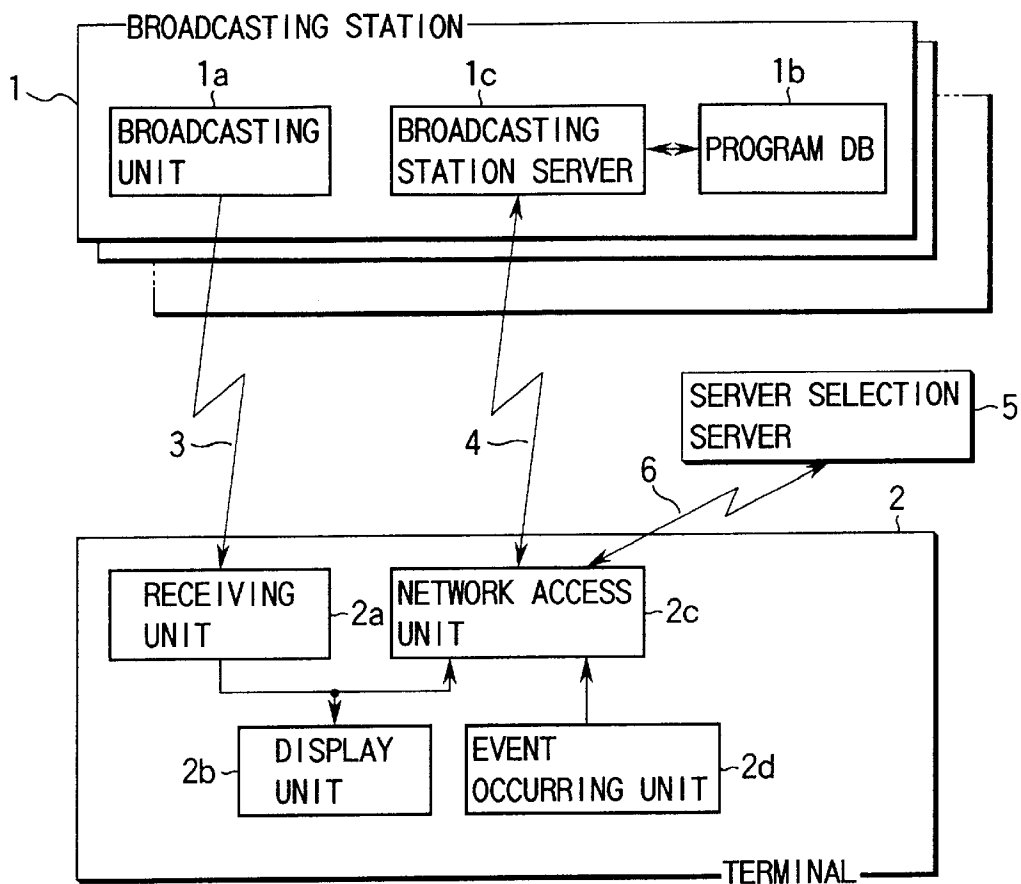 BROADCASTING STATION
1
1a
1c
1b
BROADCASTING
UNIT
BROADCASTING
STATION SERVER
PROGRAM DB
3
4
SERVER SELECTION
SERVER
5
6
2
RECEIVING
UNIT
2a
NETWORK ACCESS
UNIT
2c
2b
DISPLAY
UNIT
EVENT
OCCURRING UNIT
2d
TERMINAL